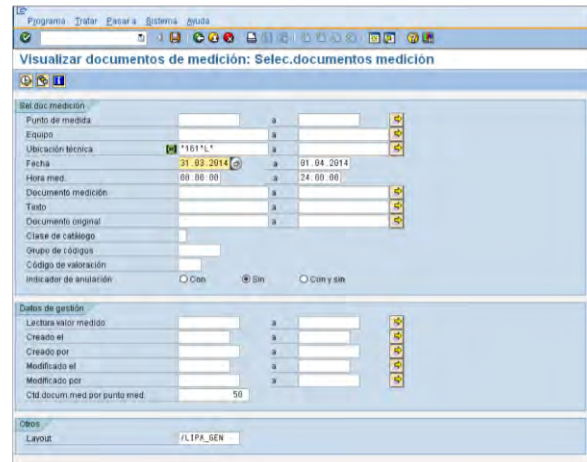 Programa Tratar Pasar a Sistema Ayuda
Visualizar documentos de medición: Selec.documentos medición
Sel.doc.medición
Punto de medida a
Equipo a
Ubicación técnica *161*L* a
Fecha 31.03.2014 a 01.04.2014
Hora med. 00:00:00 a 24:00:00
Documento medición a
Texto a
Documento original a
Clase de catálogo
Grupo de códigos
Código de valoración
Indicador de anulación Con Sin Con y sin
Datos de gestión
Lectura valor medido a
Creado el a
Creado por a
Modificado el a
Modificado por a
Ctd.docum.med.por punto med. 50
Otros
Layout /LIPA_GEN